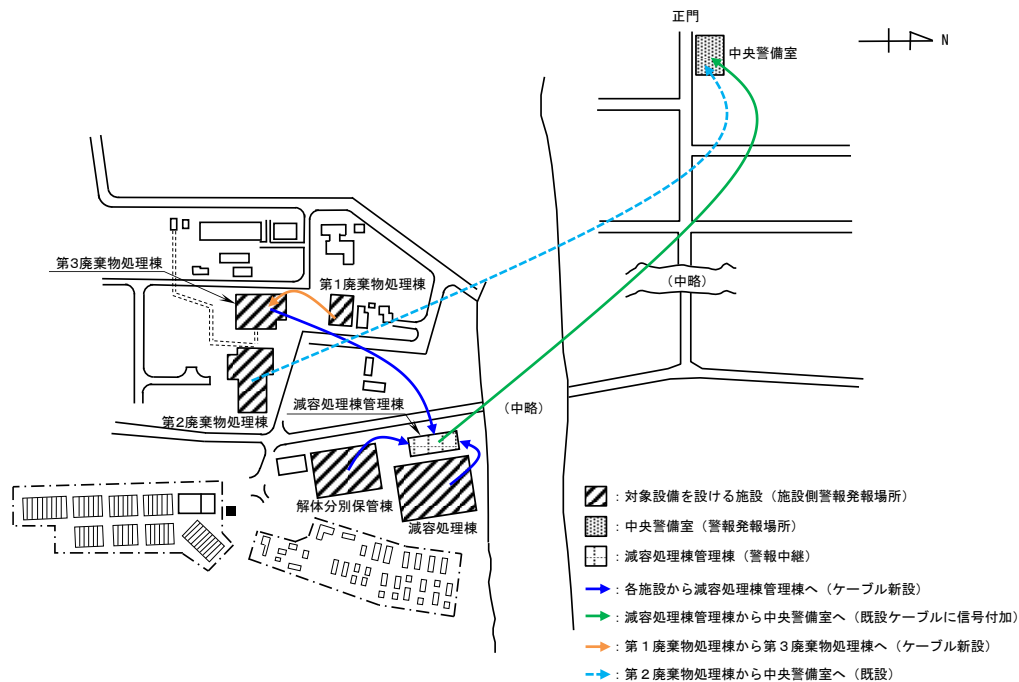 正門
中央警備室
N
第3廃棄物処理棟
第1廃棄物処理棟
(中略)
減容処理棟管理棟
(中略)
第2廃棄物処理棟
解体分別保管棟
減容処理棟
：対象設備を設ける施設（施設側警報発報場所）
：中央警備室（警報発報場所）
：減容処理棟管理棟（警報中継）
：各施設から減容処理棟管理棟へ（ケーブル新設）
：減容処理棟管理棟から中央警備室へ（既設ケーブルに信号付加）
：第１廃棄物処理棟から第３廃棄物処理棟へ（ケーブル新設）
：第２廃棄物処理棟から中央警備室へ（既設）